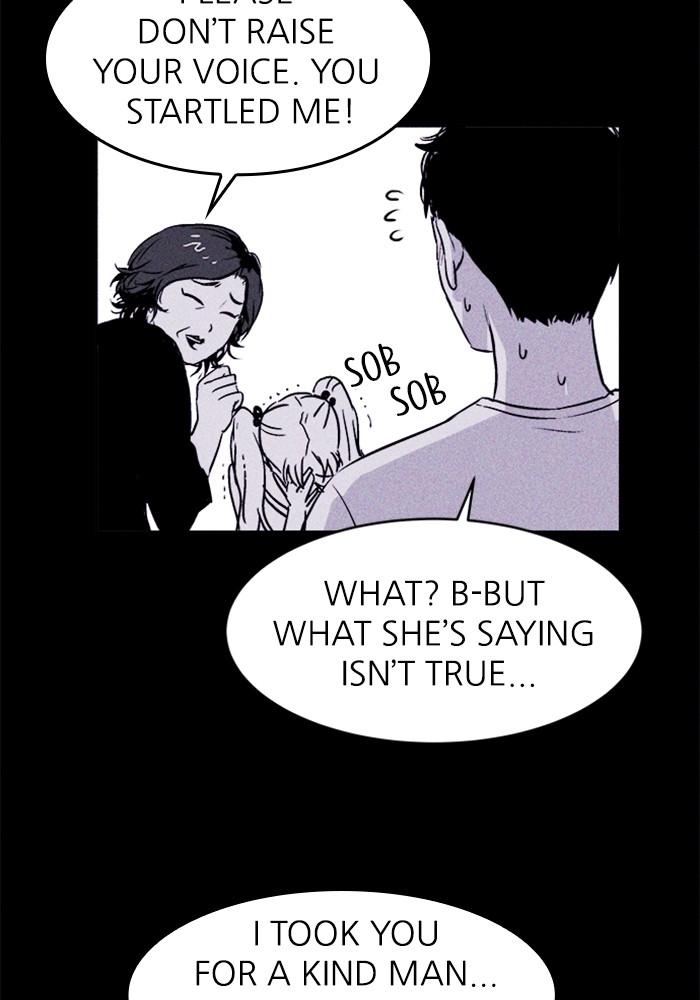 PLEASE
DON'T RAISE
YOUR VOICE. YOU
STARTLED ME!
SOB
SOB
WHAT? B-BUT
WHAT SHE'S SAYING
ISN'T TRUE...
I TOOK YOU
FOR A KIND MAN...